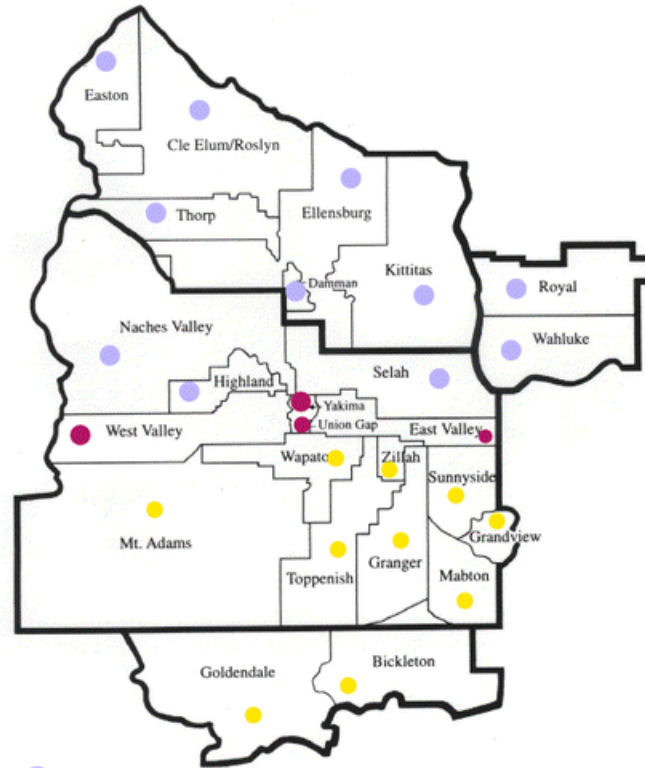 Easton
Cle Elum/Roslyn
Thorp
Ellensburg
Kittitas
Damman
Royal
Wahluke
Naches Valley
Highland
Selah
Yakima
Union Gap
West Valley
East Valley
Wapato
Zillah
Sunnyside
Grandview
Mt. Adams
Toppenish
Granger
Mabton
Goldendale
Bickleton